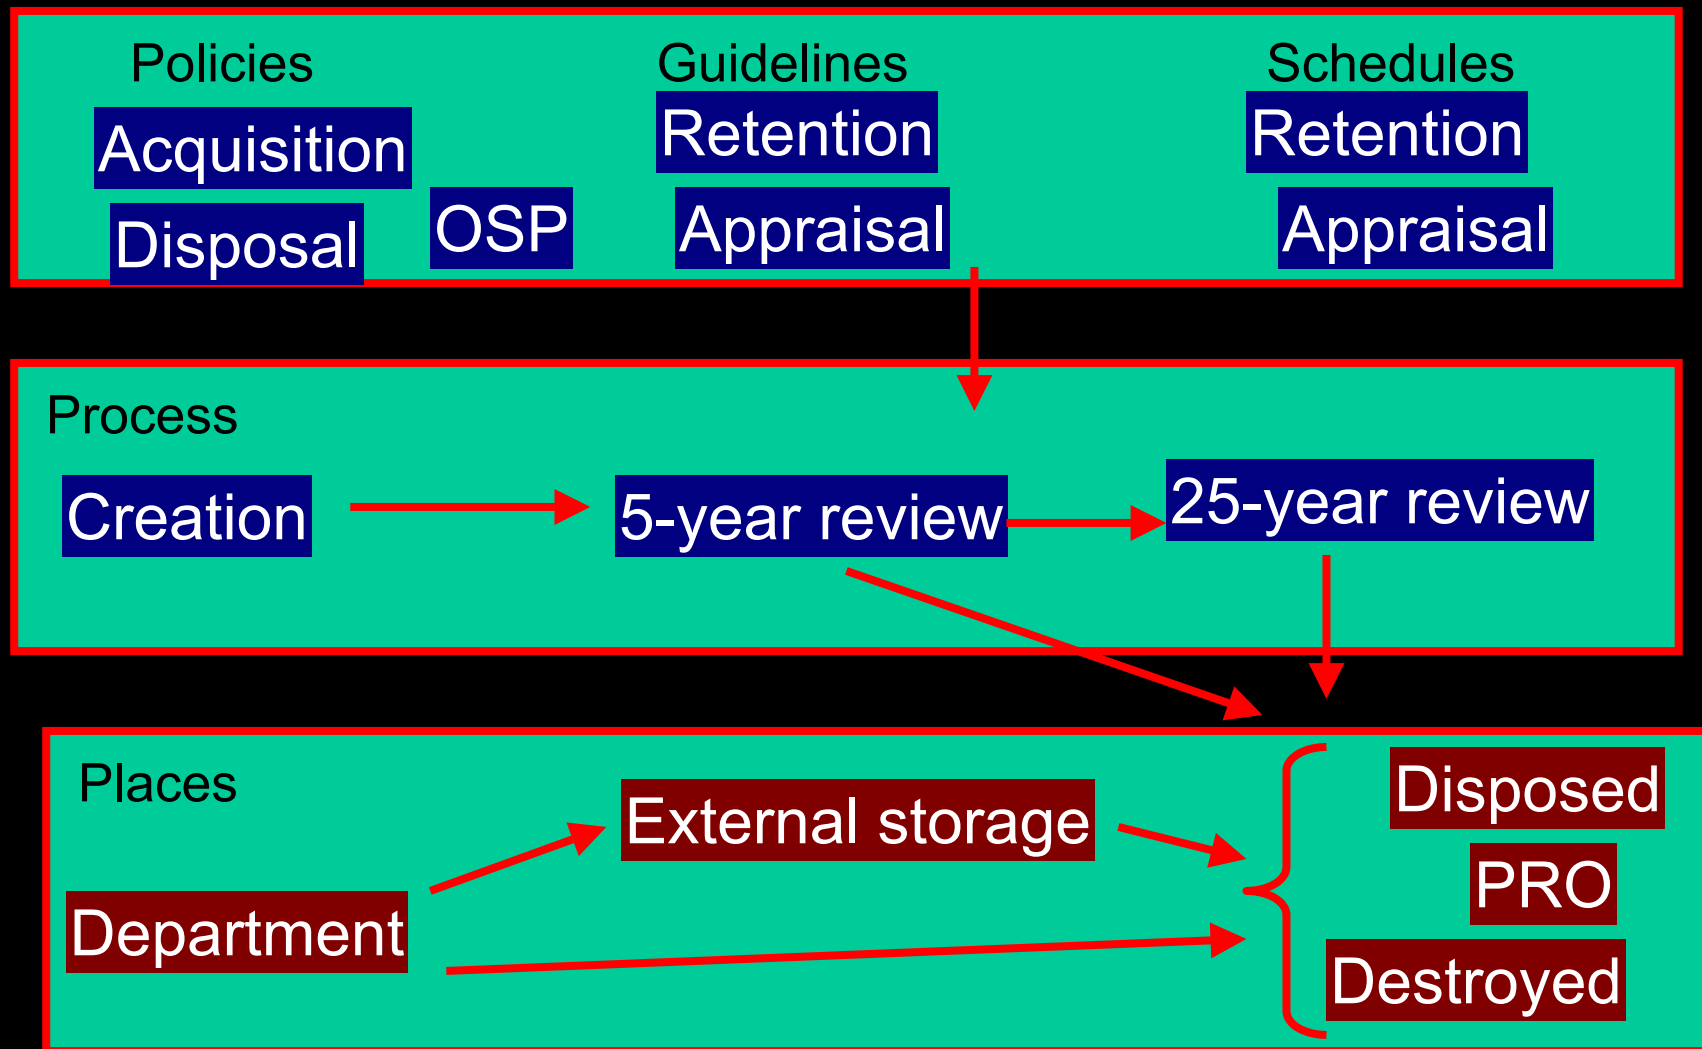 Policies
Guidelines
Schedules
Acquisition
Retention
Retention
Disposal
OSP
Appraisal
Appraisal
Process
Creation
5-year review
25-year review
Places
External storage
Disposed
Department
PRO
Destroyed